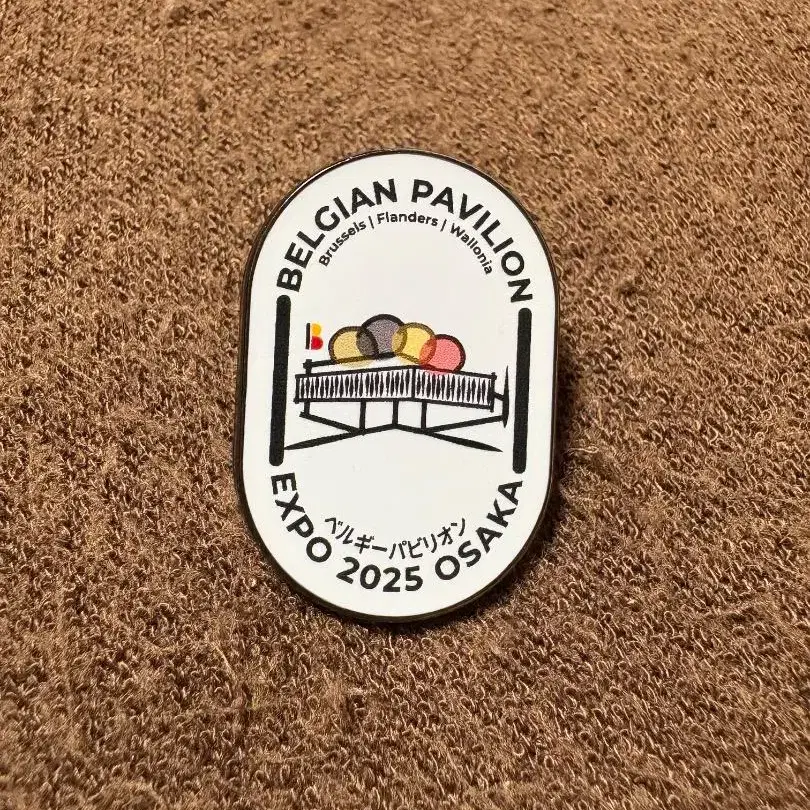 BELGIAN PAVILION
Brussels | Flanders | Wallonia
B
ベルギーパビリオン
EXPO 2025 OSAKA